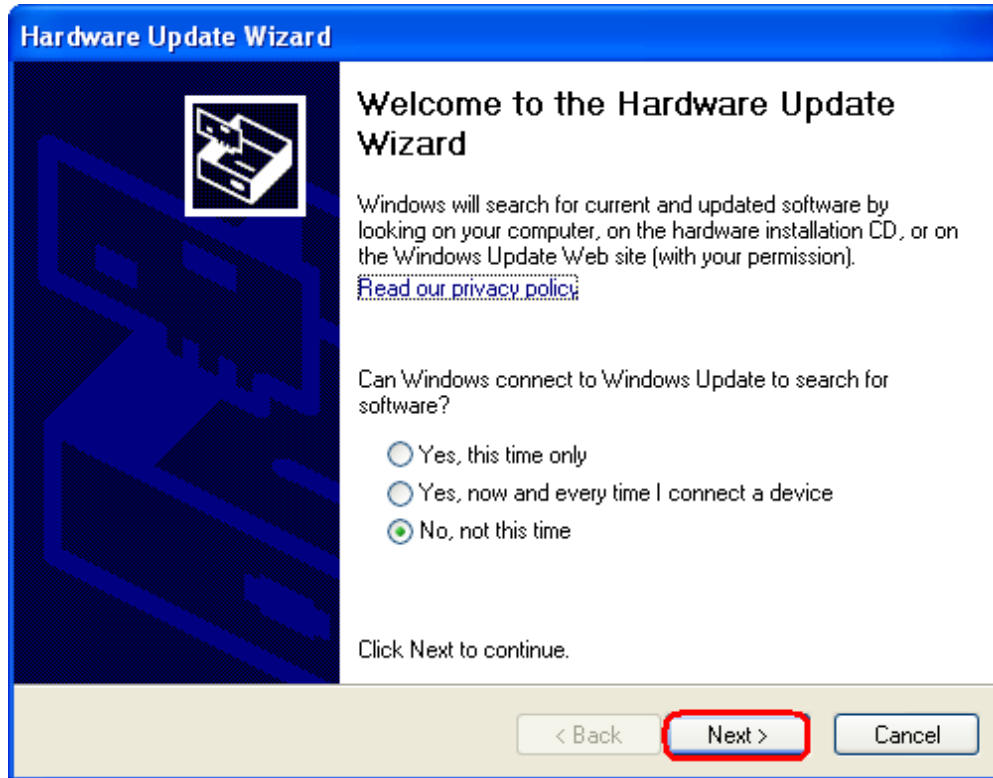 Hardware Update Wizard
Welcome to the Hardware Update
Wizard
Windows will search for current and updated software by
looking on your computer, on the hardware installation CD, or on
the Windows Update Web site (with your permission).
Read our privacy policy
Can Windows connect to Windows Update to search for
software?
Yes, this time only
Yes, now and every time I connect a device
No, not this time
Click Next to continue.
< Back Next > Cancel